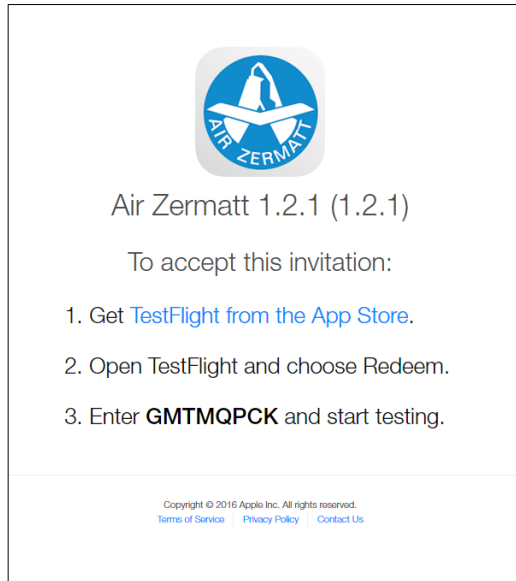 AIR ZERMATT
Air Zermatt 1.2.1 (1.2.1)
To accept this invitation:
1. Get TestFlight from the App Store.
2. Open TestFlight and choose Redeem.
3. Enter GMTMQPCK and start testing.
Copyright © 2016 Apple Inc. All rights reserved.
Terms of Service | Privacy Policy | Contact Us